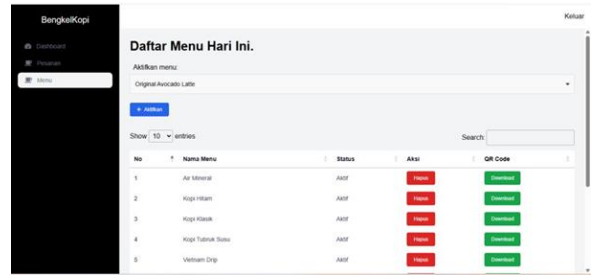 BengkelKopi
Keluar
Dashboard
Pesanan
Menu
Daftar Menu Hari Ini.
Aktifkan menu:
Original Avocado Latte
+ Aktifkan
Show 10 entries
Search:
No Nama Menu Status Aksi QR Code
1 Air Mineral Aktif Hapus Download
2 Kopi Hitam Aktif Hapus Download
3 Kopi Klasik Aktif Hapus Download
4 Kopi Tubruk Susu Aktif Hapus Download
5 Vietnam Drip Aktif Hapus Download